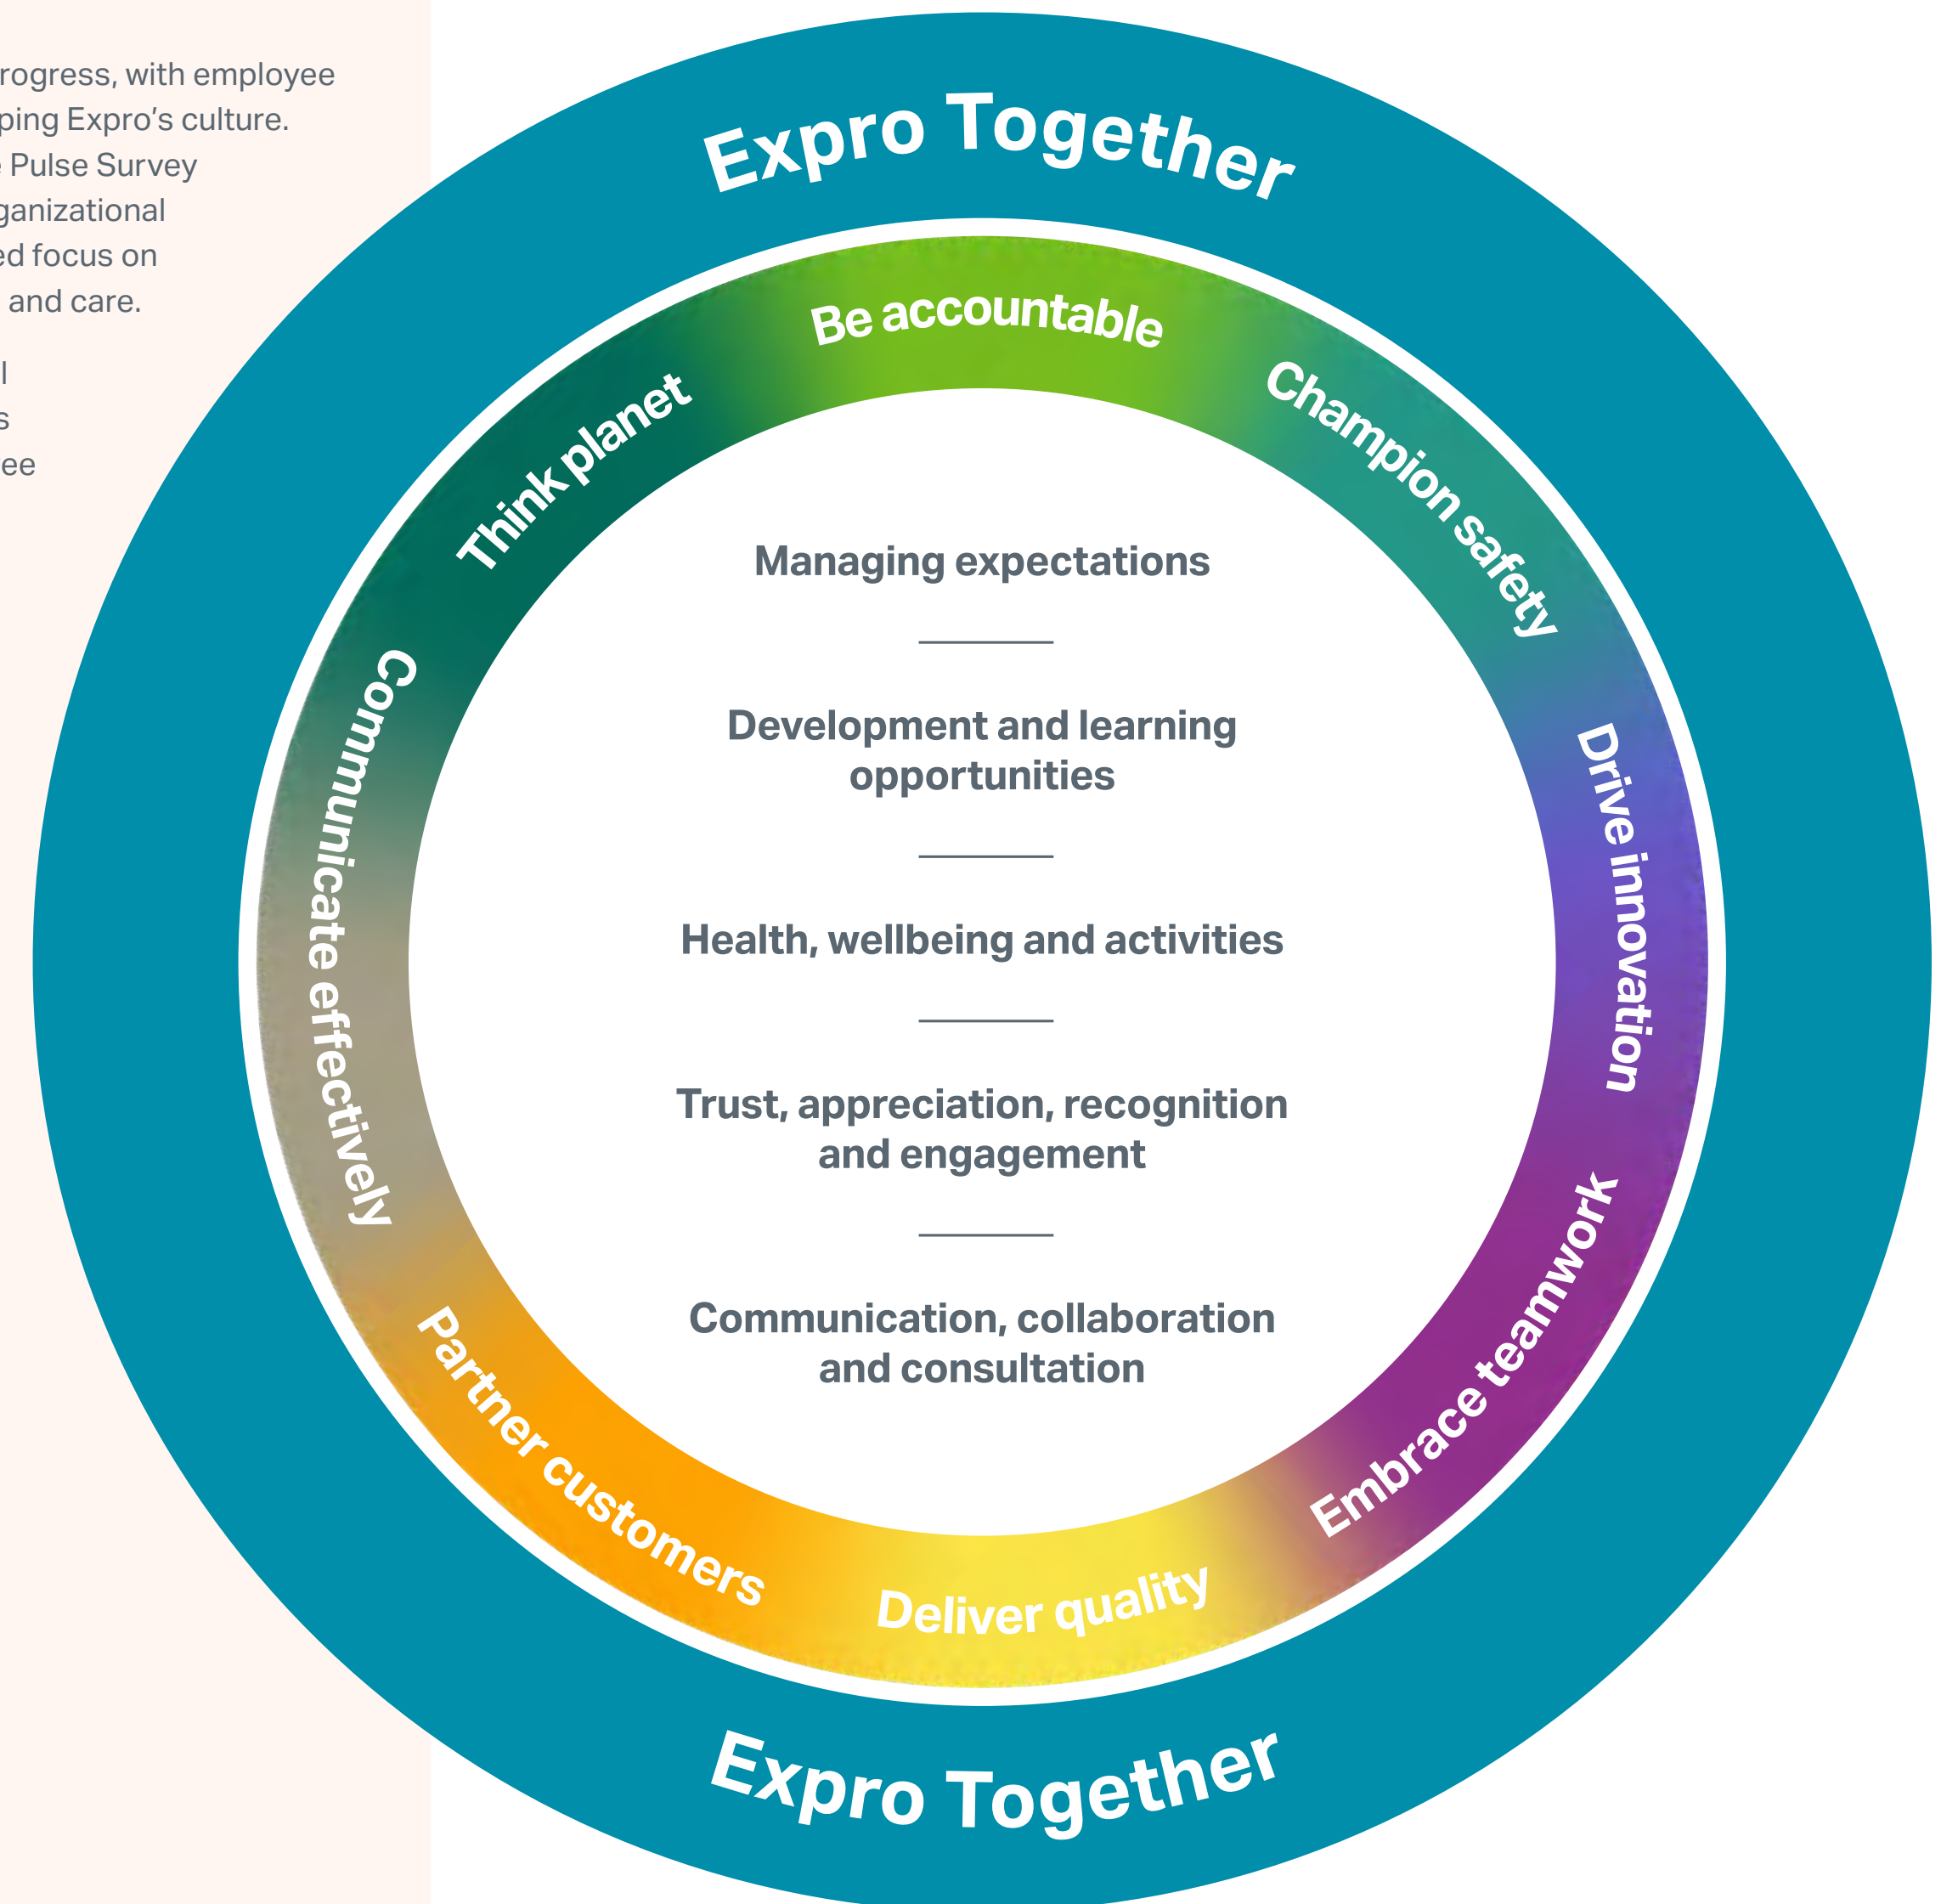 rogress, with employee
ping Expro's culture.
e Pulse Survey
ganizational
ed focus on
and care.
l
s
ee
Expro Together
Be accountable
Champion safety
Drive innovation
Embrace teamwork
Deliver quality
Partner customers
Communicate effectively
Think planet
Managing expectations
Development and learning
opportunities
Health, wellbeing and activities
Trust, appreciation, recognition
and engagement
Communication, collaboration
and consultation
Expro Together